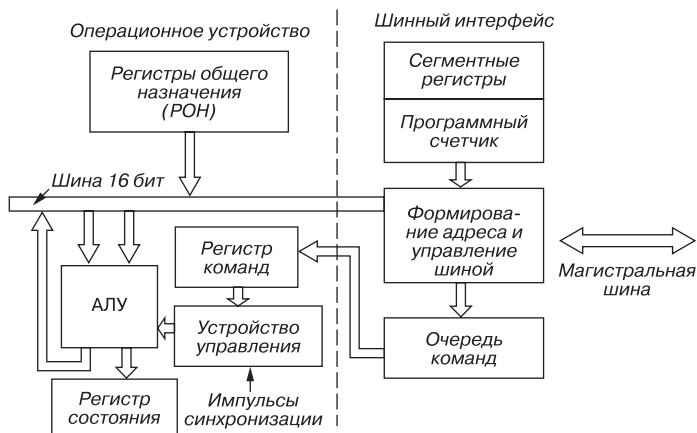 Операционное устройство
Шинный интерфейс
Регистры общего
назначения
(РОН)
Сегментные
регистры
Программный
счетчик
Шина 16 бит
Формирова-
ние адреса и
управление
шиной
Магистральная
шина
Регистр
команд
АЛУ
Устройство
управления
Очередь
команд
Регистр
состояния
Импульсы
синхронизации